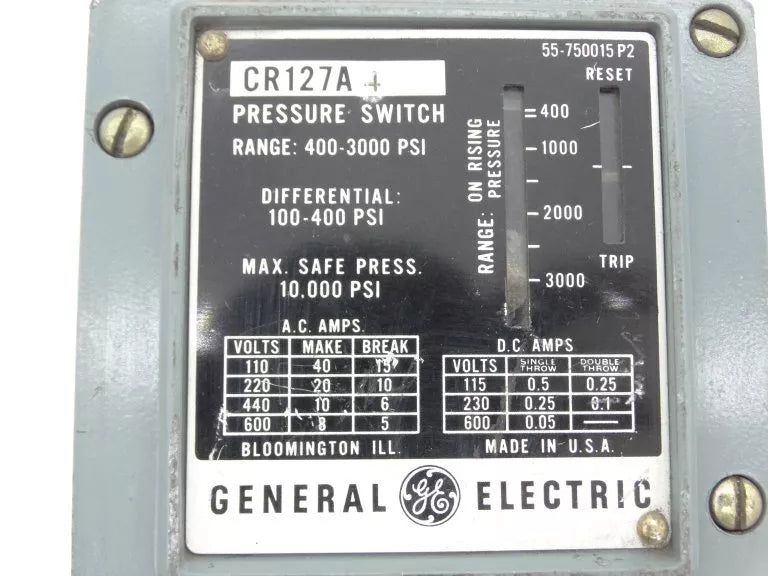 55-750015 P2
CR127A 4
PRESSURE SWITCH
RANGE: 400-3000 PSI
DIFFERENTIAL:
100-400 PSI
MAX. SAFE PRESS.
10,000 PSI
RANGE: ON RISING
PRESSURE
400
1000
2000
3000
RESET
TRIP
A.C. AMPS.
VOLTS MAKE BREAK
110 40 15
220 20 10
440 10 6
600 8 5
D.C. AMPS
VOLTS SINGLE THROW DOUBLE THROW
115 0.5 0.25
230 0.25 0.1
600 0.05 —
BLOOMINGTON ILL.
MADE IN U.S.A.
GENERAL GE ELECTRIC